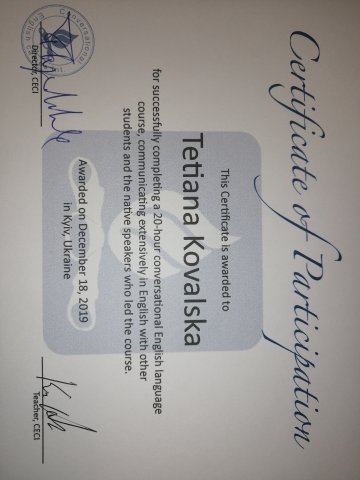 Certificate of Participation
This Certificate is awarded to
Tetiana Kovalska
for successfully completing a 20-hour conversational English language
course, communicating extensively in English with other
students and the native speakers who led the course.
Awarded on December 18, 2019
in Kyiv, Ukraine
Director, CECI
Teacher, CECI
Conversational
English